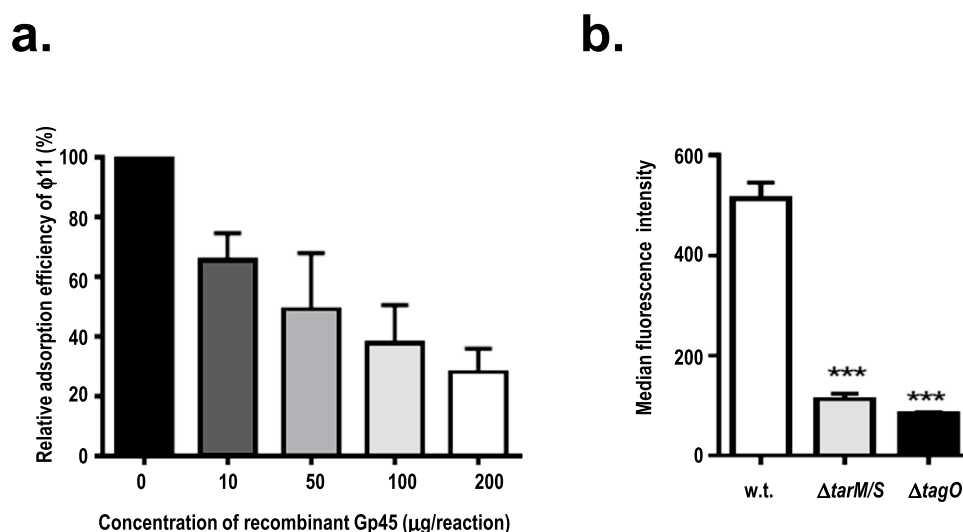 a.
Relative adsorption efficiency of ϕ11 (%)
100
80
60
40
20
0
0 10 50 100 200
Concentration of recombinant Gp45 (µg/reaction)
b.
Median fluorescence intensity
600
400
200
0
***
***
w.t. ΔtarM/S ΔtagO